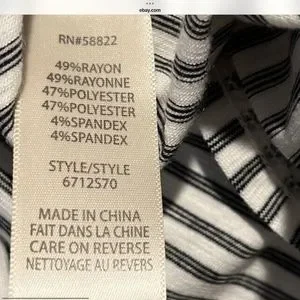 ebay.com
RN#58822
49%RAYON
49%RAYONNE
47%POLYESTER
47%POLYESTER
4%SPANDEX
4%SPANDEX
STYLE/STYLE
6712S70
MADE IN CHINA
FAIT DANS LA CHINE
CARE ON REVERSE
NETTOYAGE AU REVERS